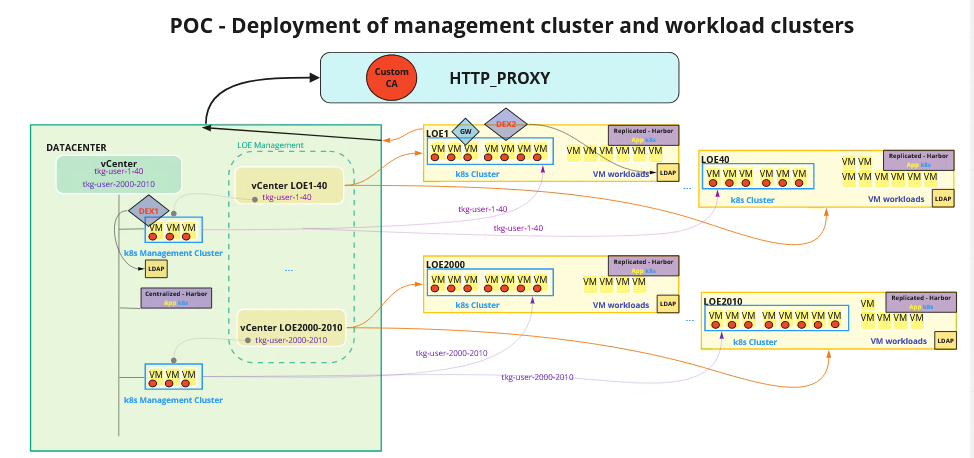 POC - Deployment of management cluster and workload clusters
Custom
CA
HTTP_PROXY
DATACENTER
vCenter
tkg-user-1-40
tkg-user-2000-2010
DEX1
VM VM VM
k8s Management Cluster
LDAP
Centralized - Harbor
App k8s
VM VM VM
k8s Management Cluster
LOE Management
vCenter LOE1-40
tkg-user-1-40
...
vCenter LOE2000-2010
tkg-user-2000-2010
tkg-user-1-40
tkg-user-1-40
tkg-user-2000-2010
tkg-user-2000-2010
LOE1
GW
DEX2
VM VM VM VM VM VM
k8s Cluster
Replicated - Harbor
App k8s
VM VM VM VM VM VM
VM workloads
LDAP
...
LOE40
VM VM VM VM VM VM
k8s Cluster
VM VM
VM VM VM VM
Replicated - Harbor
App k8s
VM workloads
LDAP
LOE2000
VM VM VM VM VM VM
k8s Cluster
Replicated - Harbor
App k8s
VM VM VM VM
VM workloads
LDAP
...
LOE2010
VM VM VM VM VM VM VM
k8s Cluster
VM
VM VM VM VM
Replicated - Harbor
App k8s
VM workloads
LDAP